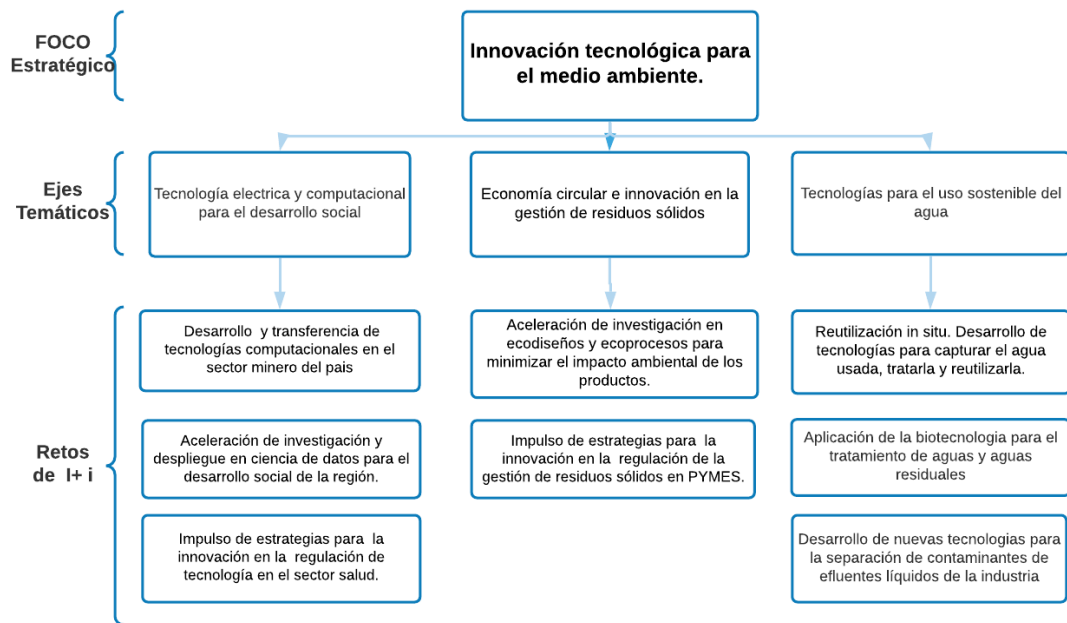 FOCO
Estratégico
Innovación tecnológica para
el medio ambiente.
Ejes
Temáticos
Tecnología electrica y computacional
para el desarrollo social
Economía circular e innovación en la
gestión de residuos sólidos
Tecnologías para el uso sostenible del
agua
Retos
de I+ i
Desarrollo y transferencia de
tecnologías computacionales en el
sector minero del pais
Aceleración de investigación en
ecodiseños y ecoprocesos para
minimizar el impacto ambiental de los
productos.
Reutilización in situ. Desarrollo de
tecnologías para capturar el agua
usada, tratarla y reutilizarla.
Aceleración de investigación y
despliegue en ciencia de datos para el
desarrollo social de la región.
Impulso de estrategias para la
innovación en la regulación de la
gestión de residuos sólidos en PYMES.
Aplicación de la biotecnologia para el
tratamiento de aguas y aguas
residuales
Impulso de estrategias para la
innovación en la regulación de
tecnología en el sector salud.
Desarrollo de nuevas tecnologias para
la separación de contaminantes de
efluentes líquidos de la industria